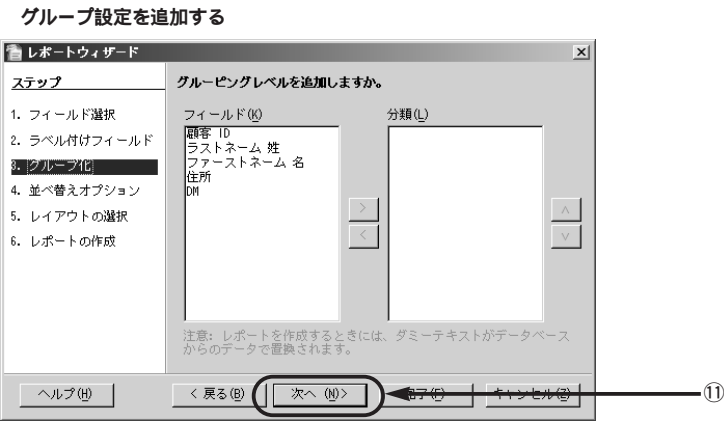 グループ設定を追加する
レポートウィザード
ステップ
グルーピングレベルを追加しますか。
1. フィールド選択
2. ラベル付けフィールド
3. グループ化
4. 並べ替えオプション
5. レイアウトの選択
6. レポートの作成
フィールド(K)
分類(L)
顧客 ID
ラストネーム 姓
ファーストネーム 名
住所
DM
>
<
∧
∨
注意: レポートを作成するときには、ダミーテキストがデータベース
からのデータで置換されます。
ヘルプ(H)
< 戻る(B)
次へ (N)>
完了(F)
キャンセル(Z)
⑪